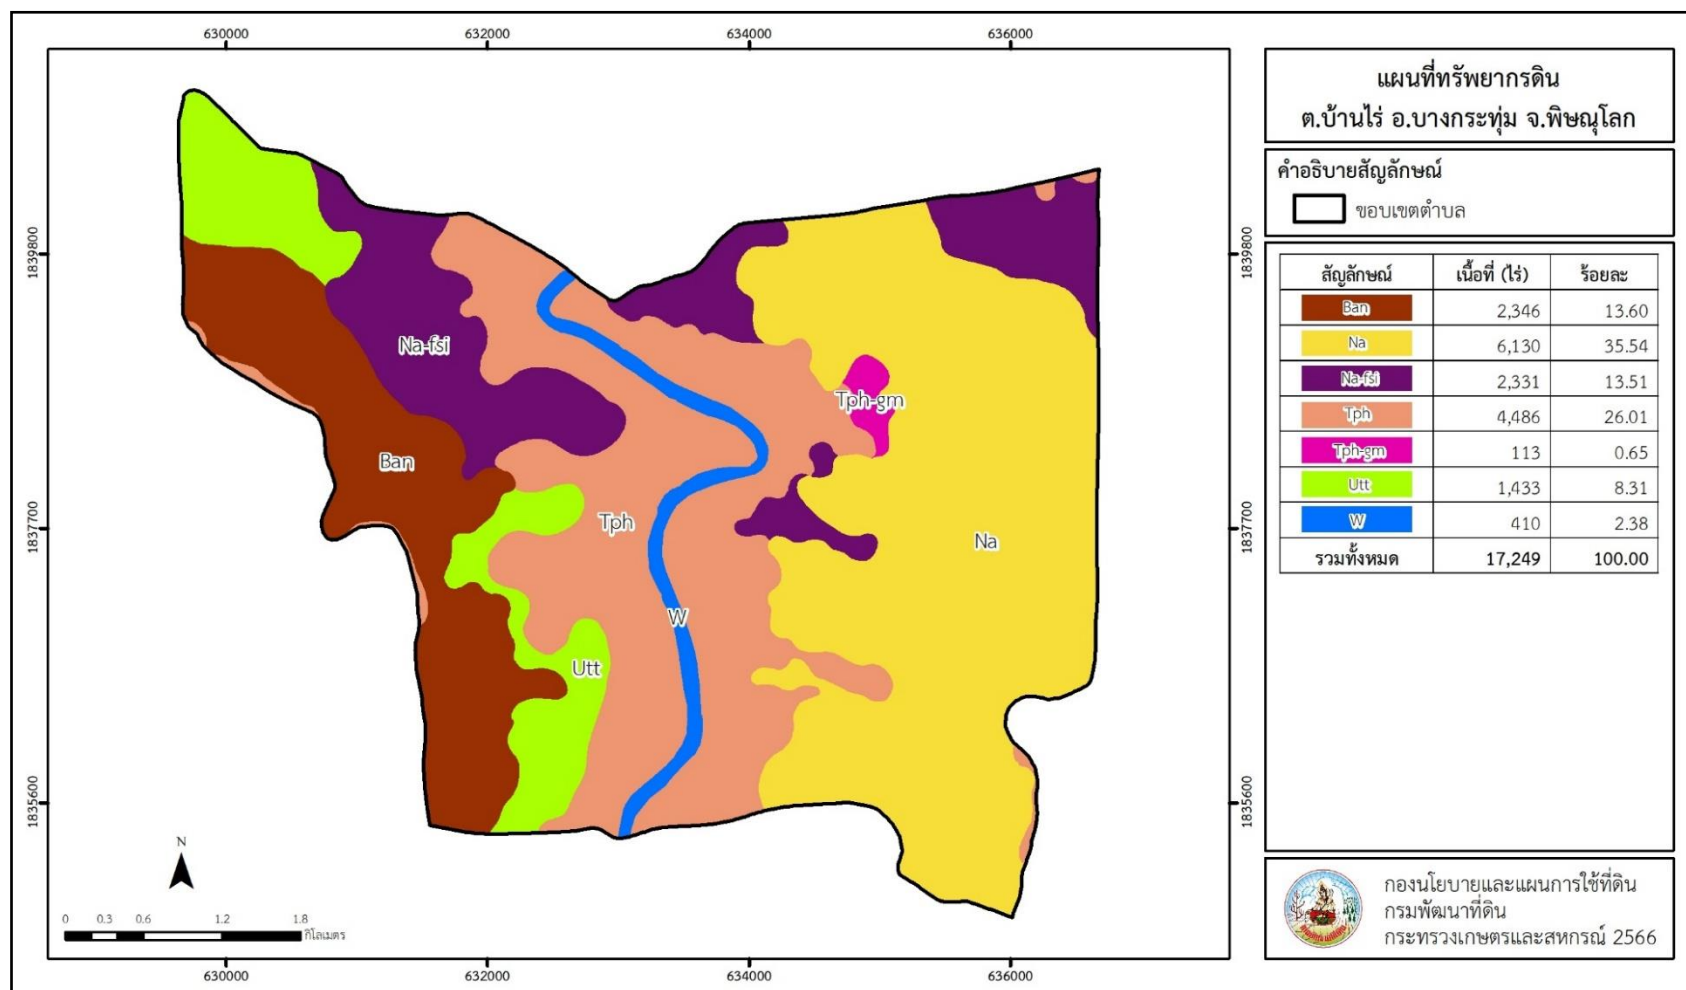 630000
632000
634000
636000
แผนที่ทรัพยากรดิน
ต.บ้านไร่ อ.บางกระทุ่ม จ.พิษณุโลก
คำอธิบายสัญลักษณ์
ขอบเขตตำบล
1839800
1839800
สัญลักษณ์ เนื้อที่ (ไร่) ร้อยละ
Ban 2,346 13.60
Na 6,130 35.54
Na-fsi 2,331 13.51
Tph 4,486 26.01
Tph-gm 113 0.65
Utt 1,433 8.31
W 410 2.38
รวมทั้งหมด 17,249 100.00
Na-fsi
Tph-gm
Ban
Tph
Na
W
Utt
1837700
1837700
1835600
1835600
N
0 0.3 0.6 1.2 1.8
กิโลเมตร
630000
632000
634000
636000
กองนโยบายและแผนการใช้ที่ดิน
กรมพัฒนาที่ดิน
กระทรวงเกษตรและสหกรณ์ 2566